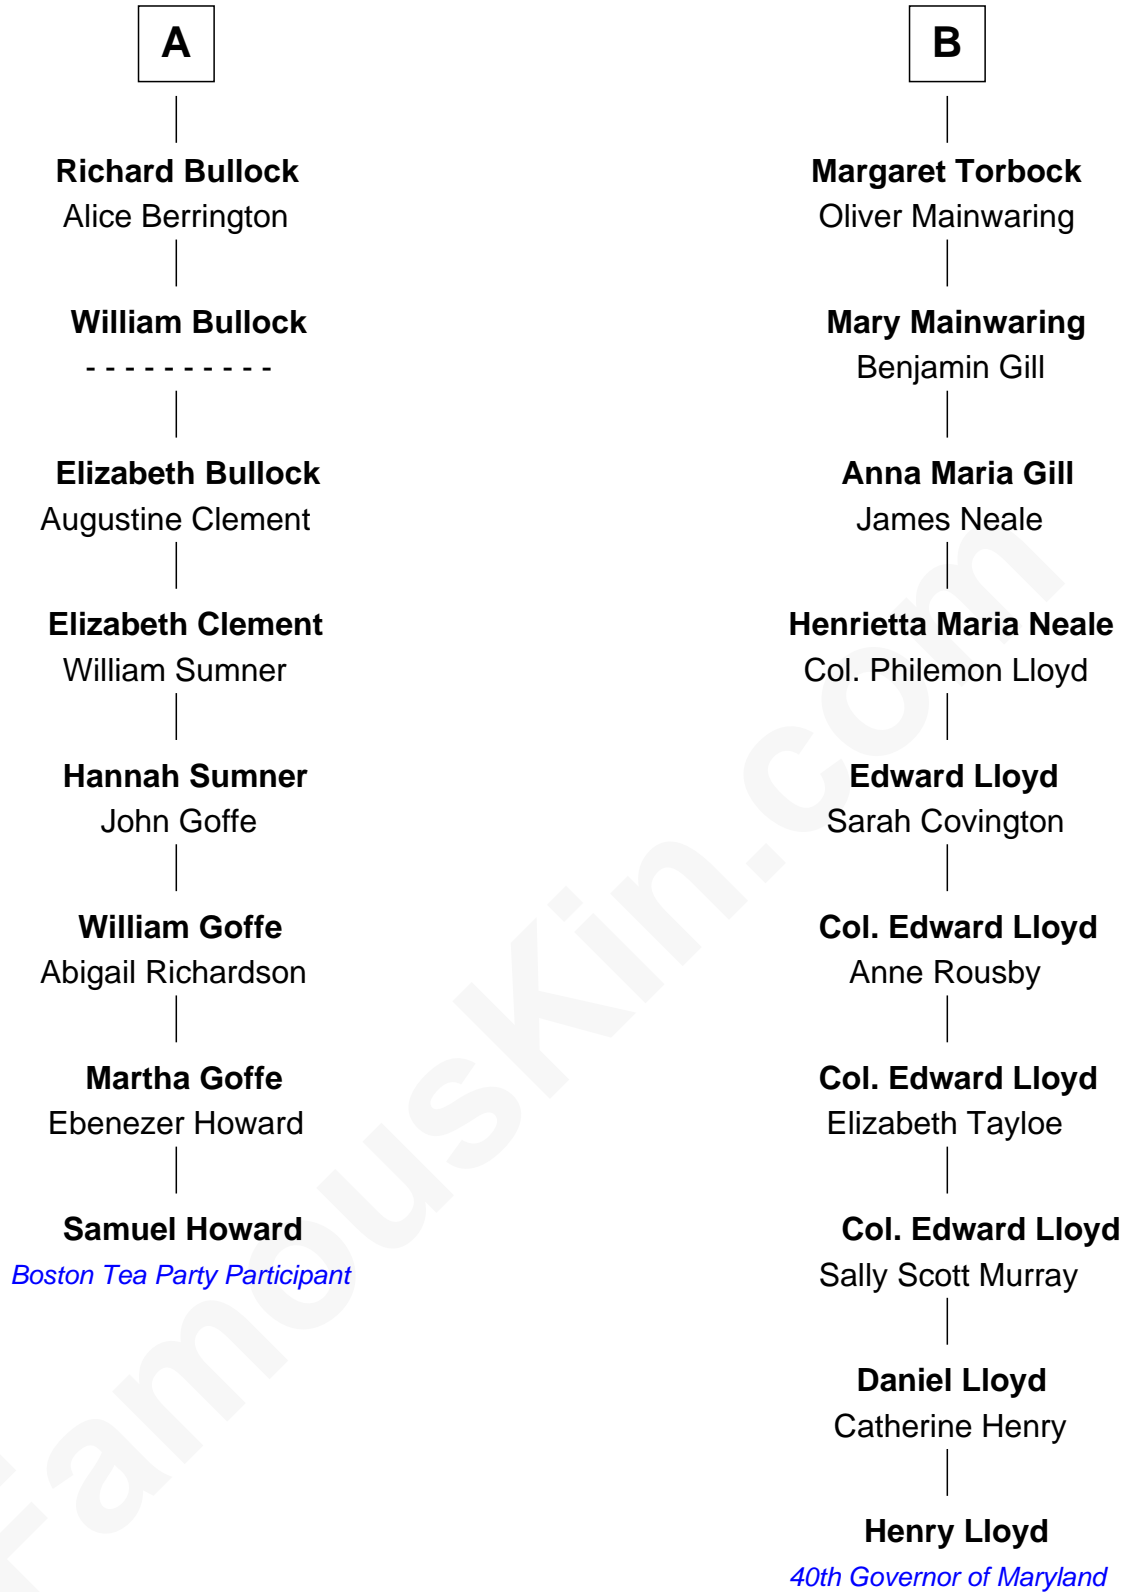 A
Richard Bullock
Alice Berrington
William Bullock
- - - - - - - - - -
Elizabeth Bullock
Augustine Clement
Elizabeth Clement
William Sumner
Hannah Sumner
John Goffe
William Goffe
Abigail Richardson
Martha Goffe
Ebenezer Howard
Samuel Howard
Boston Tea Party Participant
B
Margaret Torbock
Oliver Mainwaring
Mary Mainwaring
Benjamin Gill
Anna Maria Gill
James Neale
Henrietta Maria Neale
Col. Philemon Lloyd
Edward Lloyd
Sarah Covington
Col. Edward Lloyd
Anne Rousby
Col. Edward Lloyd
Elizabeth Tayloe
Col. Edward Lloyd
Sally Scott Murray
Daniel Lloyd
Catherine Henry
Henry Lloyd
40th Governor of Maryland
FamousKin.com